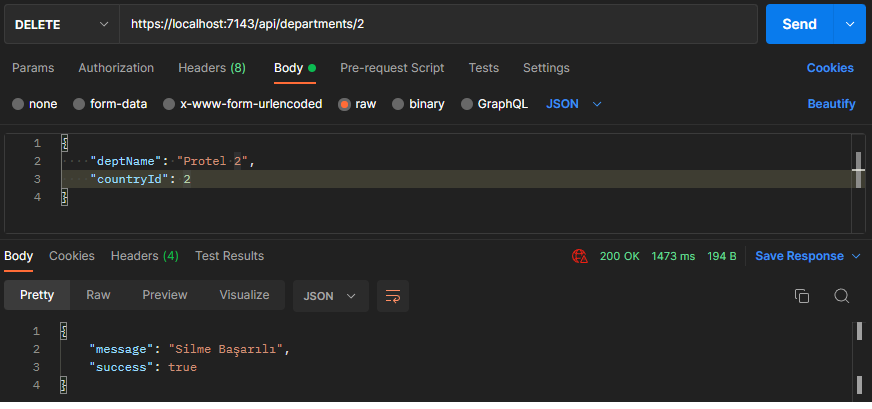 DELETE https://localhost:7143/api/departments/2 Send
Params Authorization Headers (8) Body Pre-request Script Tests Settings Cookies
none form-data x-www-form-urlencoded raw binary GraphQL JSON Beautify
1 {
2 "deptName": "Protel 2",
3 "countryId": 2
4 }
Body Cookies Headers (4) Test Results 200 OK 1473 ms 194 B Save Response
Pretty Raw Preview Visualize JSON
1 {
2 "message": "Silme Başarılı",
3 "success": true
4 }